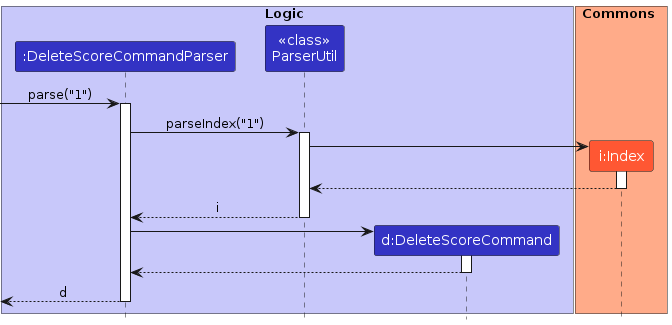 Logic
Commons
«class»
:DeleteScoreCommandParser
ParserUtil
parse("1")
parseIndex("1")
i:Index
i
d:DeleteScoreCommand
d